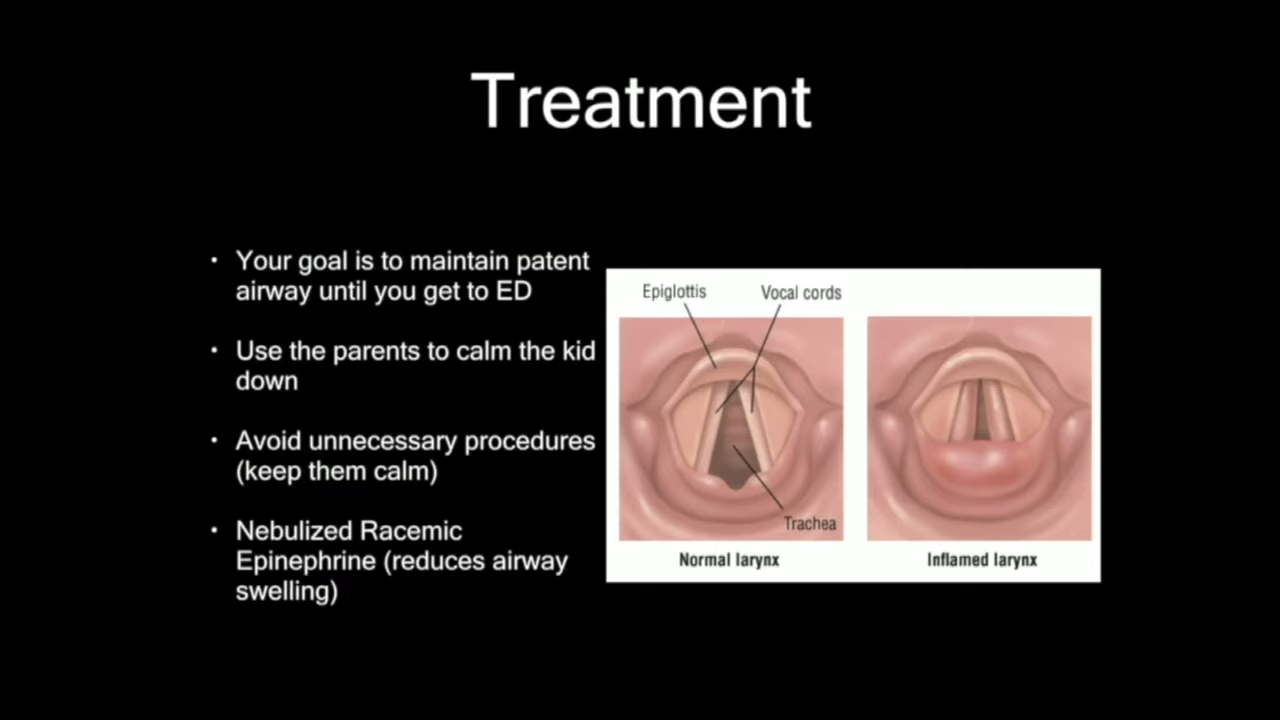 Treatment
· Your goal is to maintain patent
airway until you get to ED
· Use the parents to calm the kid
down
· Avoid unnecessary procedures
(keep them calm)
· Nebulized Racemic
Epinephrine (reduces airway
swelling)
Epiglottis
Vocal cords
Trachea
Normal larynx
Inflamed larynx